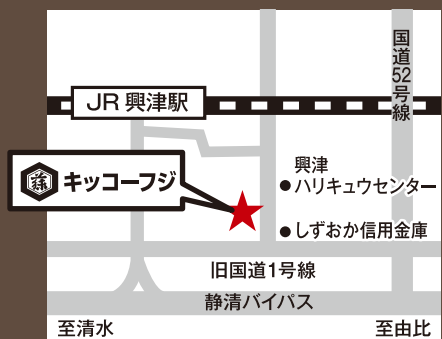 国道52号線
JR 興津駅
孫 キッコーフジ
興津
ハリキュウセンター
しずおか信用金庫
旧国道1号線
静清バイパス
至清水
至由比